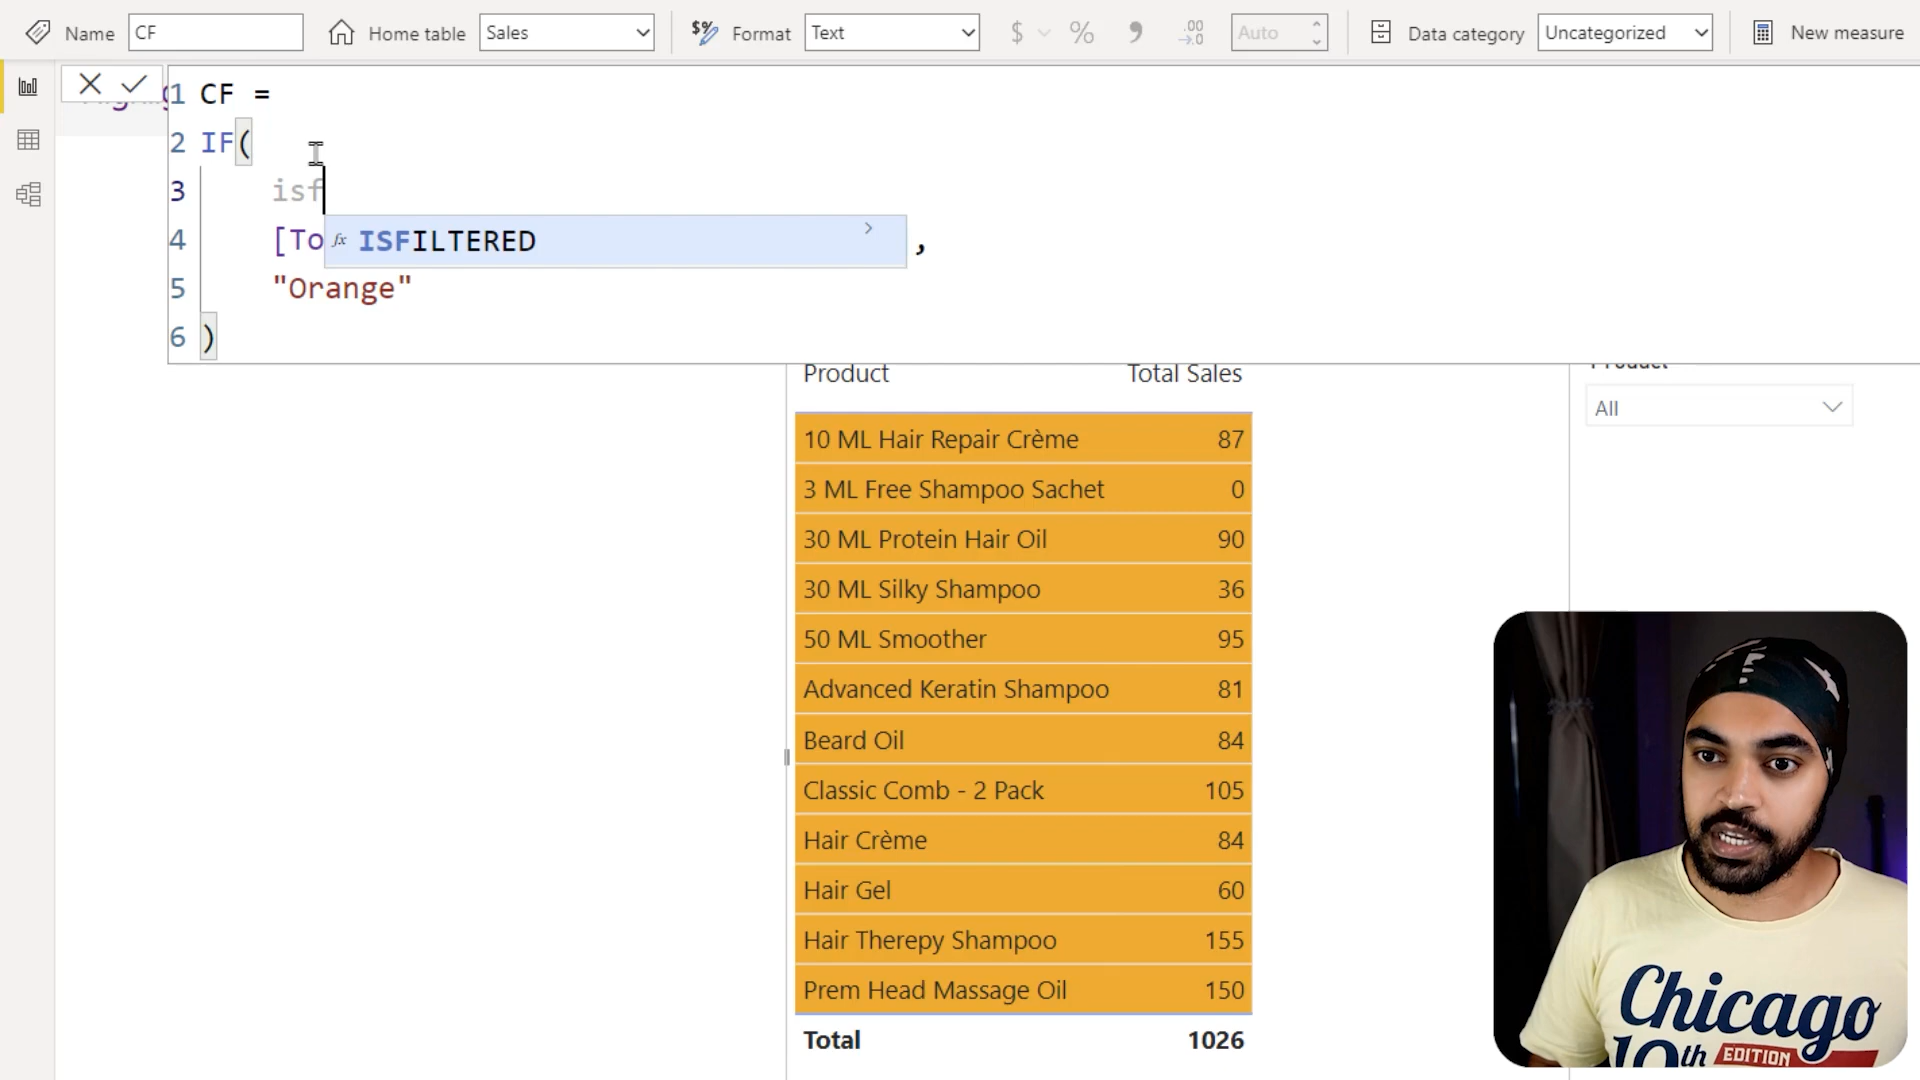 Name CF Home table Sales Format Text $ % Auto Data category Uncategorized New measure
1 CF =
2 IF(
3 isf
4 [To ,
fx ISFILTERED
5 "Orange"
6 )
Product Total Sales
10 ML Hair Repair Crème 87
3 ML Free Shampoo Sachet 0
30 ML Protein Hair Oil 90
30 ML Silky Shampoo 36
50 ML Smoother 95
Advanced Keratin Shampoo 81
Beard Oil 84
Classic Comb - 2 Pack 105
Hair Crème 84
Hair Gel 60
Hair Therepy Shampoo 155
Prem Head Massage Oil 150
Total 1026
Product
All
Chicago
10th EDITION